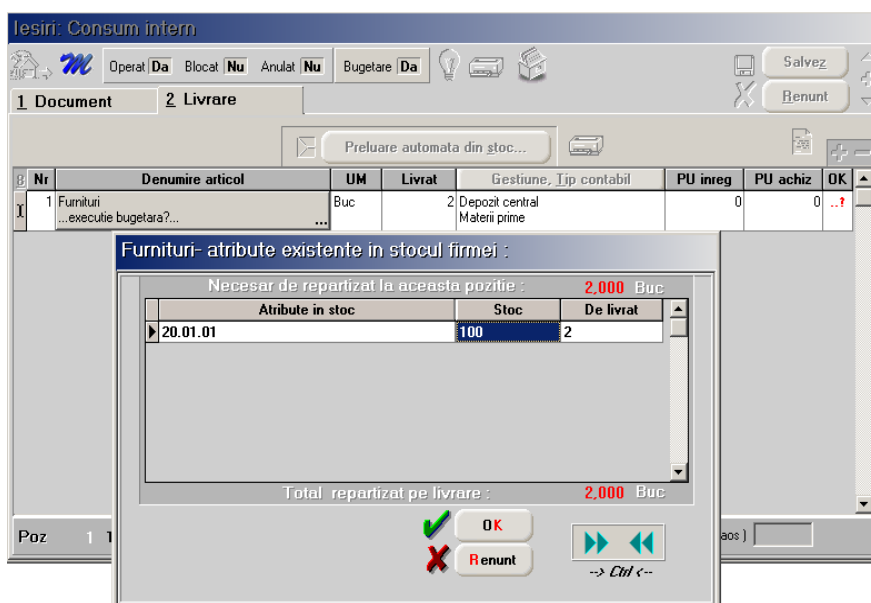 Iesiri: Consum intern
Operat Da Blocat Nu Anulat Nu Bugetare Da Salvez
1 Document 2 Livrare Renunt
Preluare automata din stoc...
8 Nr Denumire articol UM Livrat Gestiune, Tip contabil PU inreg PU achiz OK
1 Furnituri Buc 2 Depozit central 0 0 ..?
...executie bugetara?... ... Materii prime
Furnituri- atribute existente in stocul firmei :
Necesar de repartizat la aceasta pozitie : 2,000 Buc
Atribute in stoc Stoc De livrat
20.01.01 100 2
Total repartizat pe livrare : 2,000 Buc
OK
Poz 1 aos )
Renunt
--> Ctrl <--